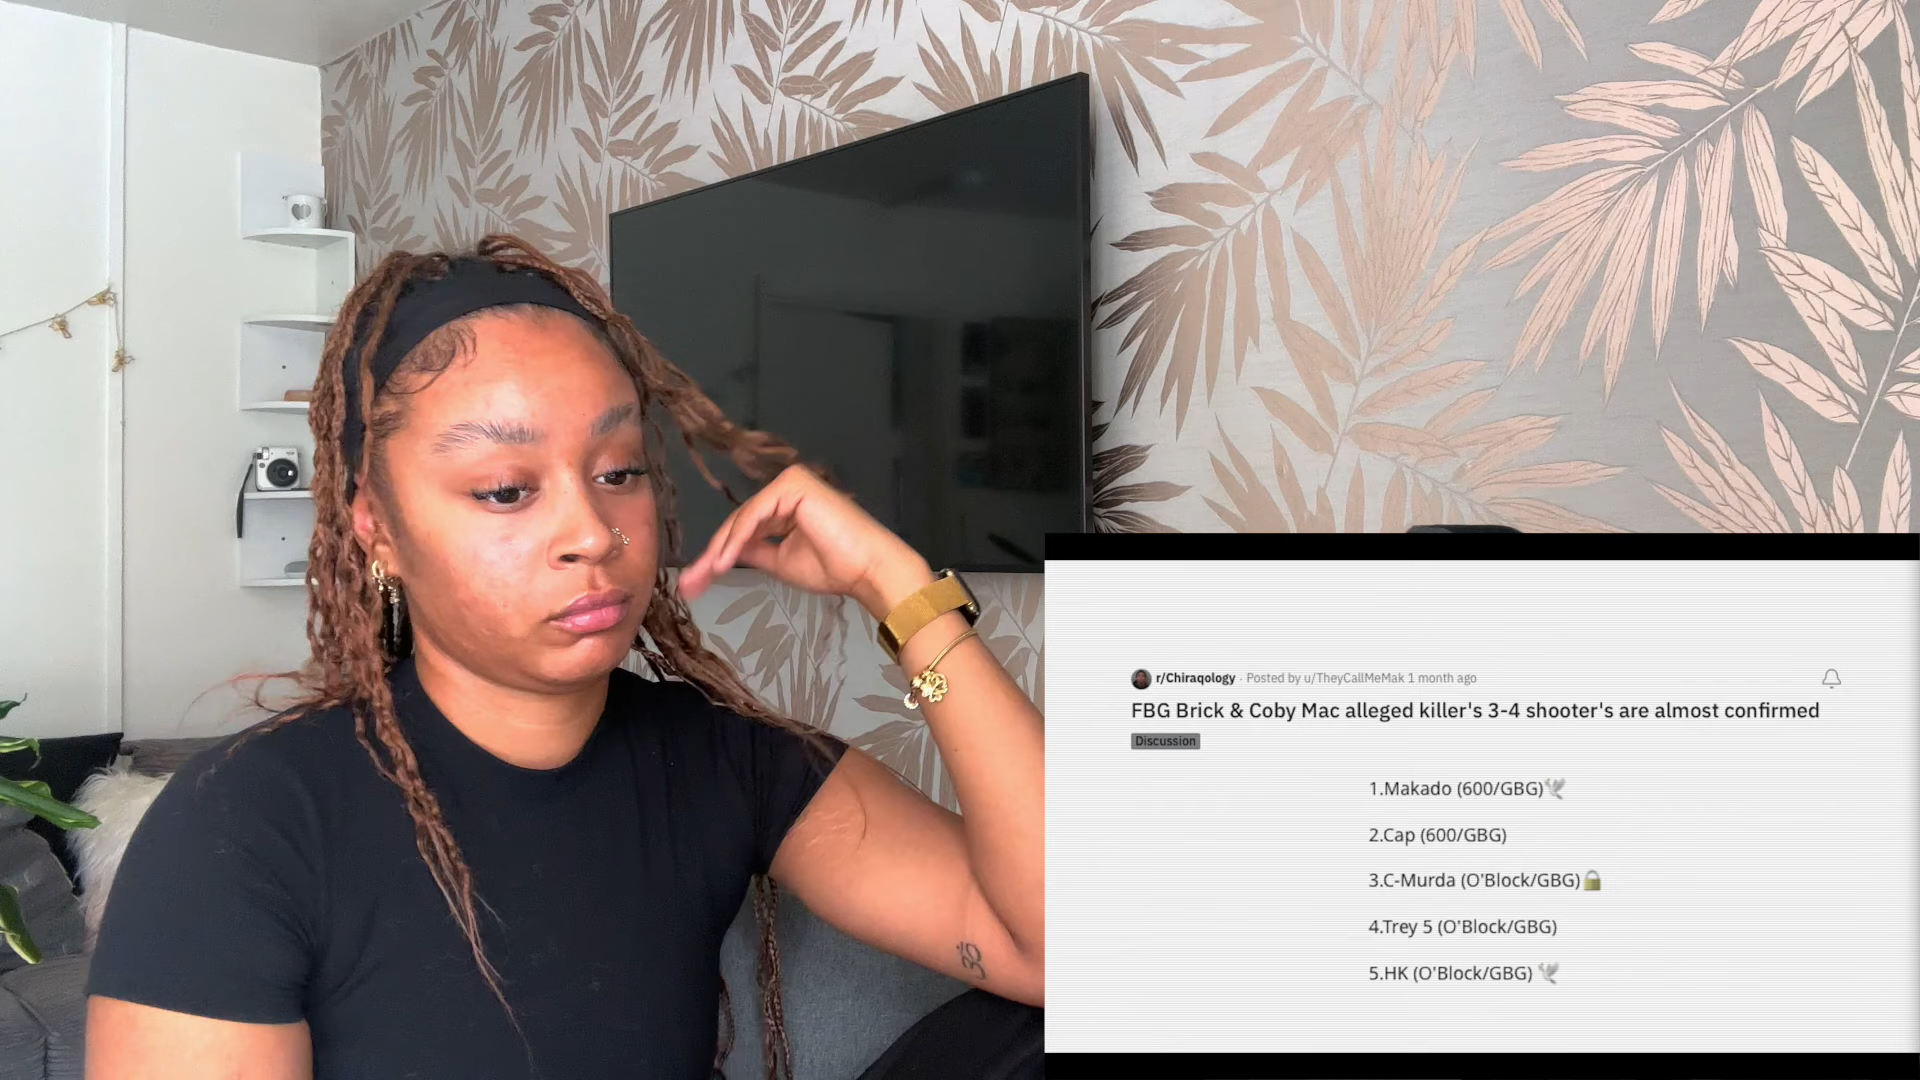 r/Chiraqology · Posted by u/TheyCallMeMak 1 month ago
FBG Brick & Coby Mac alleged killer's 3-4 shooter's are almost confirmed
Discussion
1.Makado (600/GBG)🕊
2.Cap (600/GBG)
3.C-Murda (O'Block/GBG)🔒
4.Trey 5 (O'Block/GBG)
5.HK (O'Block/GBG) 🕊
ॐ